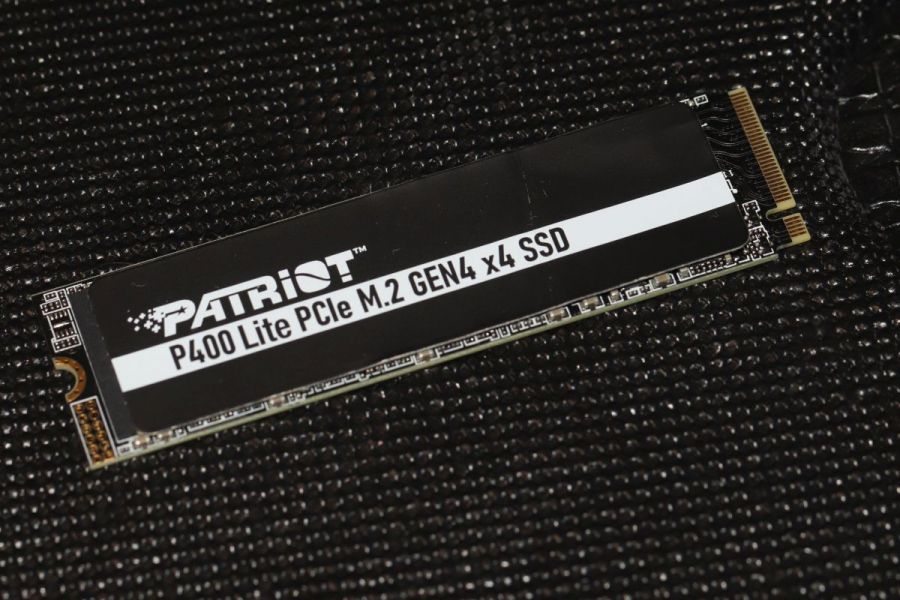 PATRIOT™
P400 Lite PCIe M.2 GEN4 x4 SSD